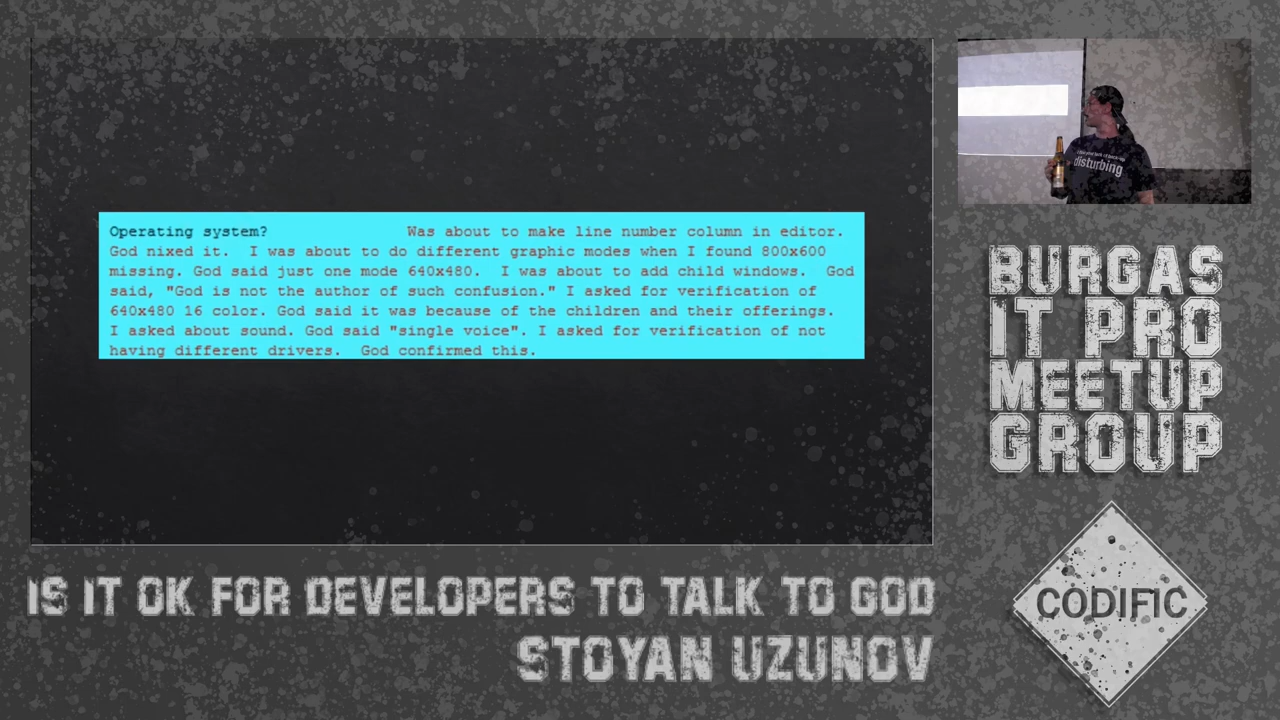 Operating system? Was about to make line number column in editor.
God nixed it. I was about to do different graphic modes when I found 800x600
missing. God said just one mode 640x480. I was about to add child windows. God
said, "God is not the author of such confusion." I asked for verification of
640x480 16 color. God said it was because of the children and their offerings.
I asked about sound. God said "single voice". I asked for verification of not
having different drivers. God confirmed this.
disturbing
BURGAS
IT PRO
MEETUP
GROUP
CODIFIC
IS IT OK FOR DEVELOPERS TO TALK TO GOD
STOYAN UZUNOV